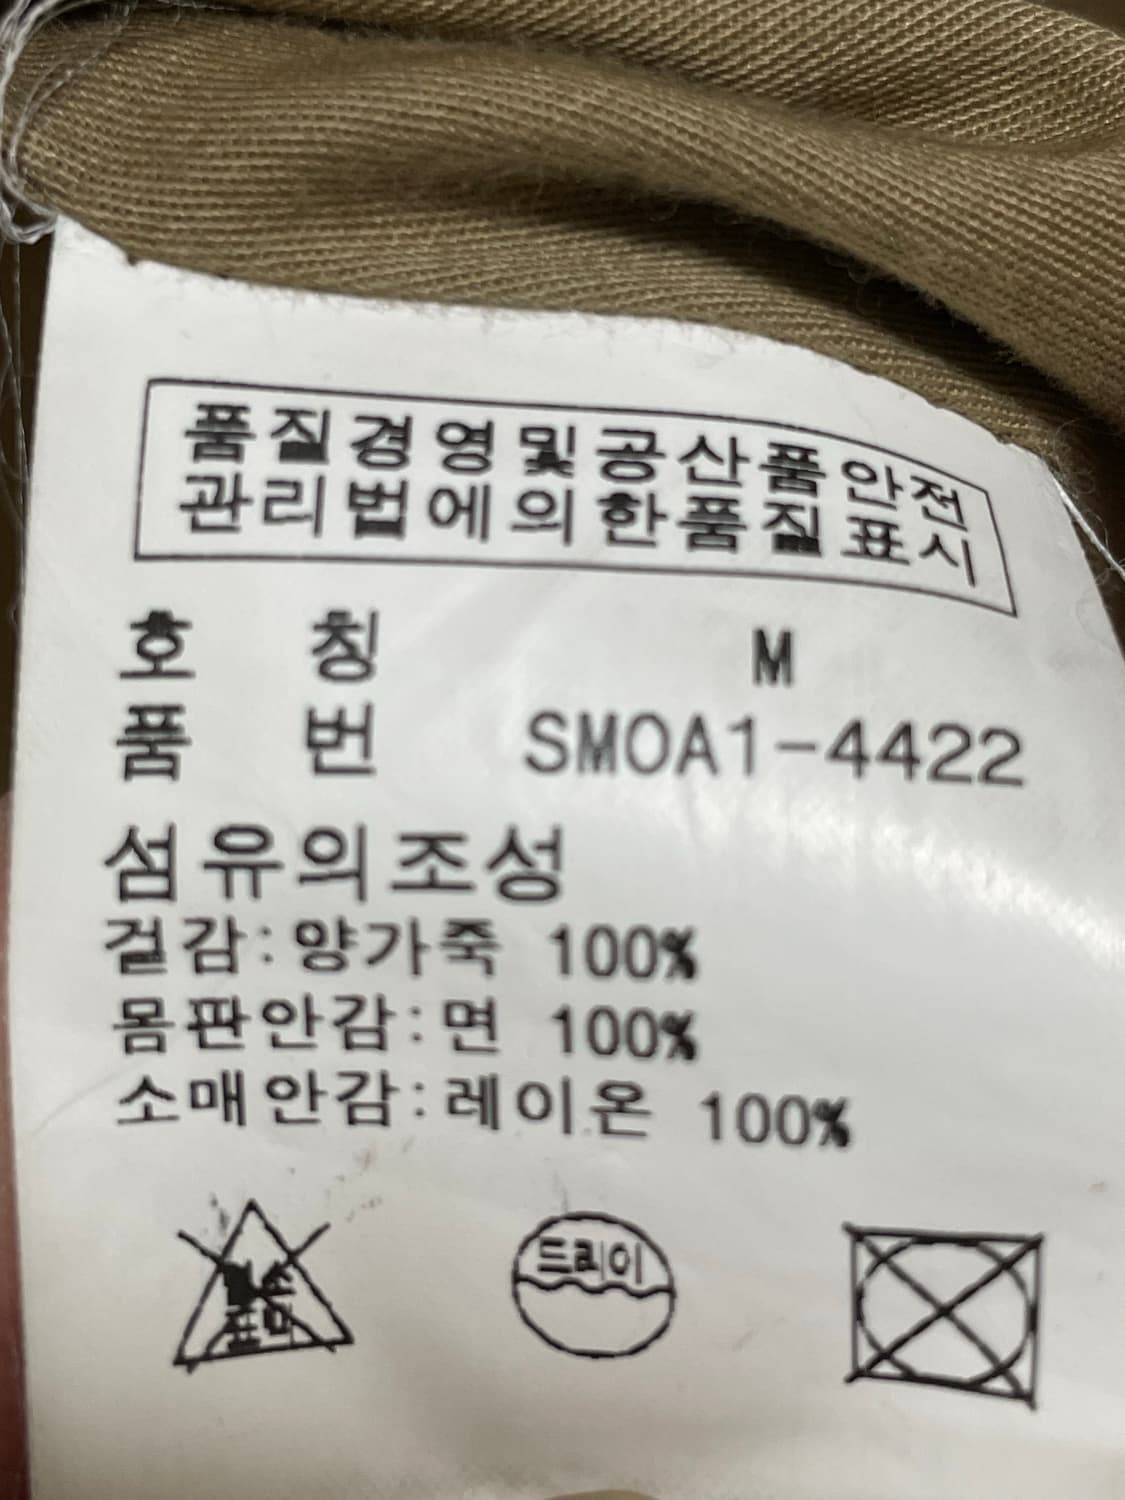 품질경영및공산품안전
관리법에의한품질표시
호 칭 M
품 번 SMOA1-4422
섬유의조성
겉감:양가죽 100%
몸판안감:면 100%
소매안감:레이온 100%
드라이